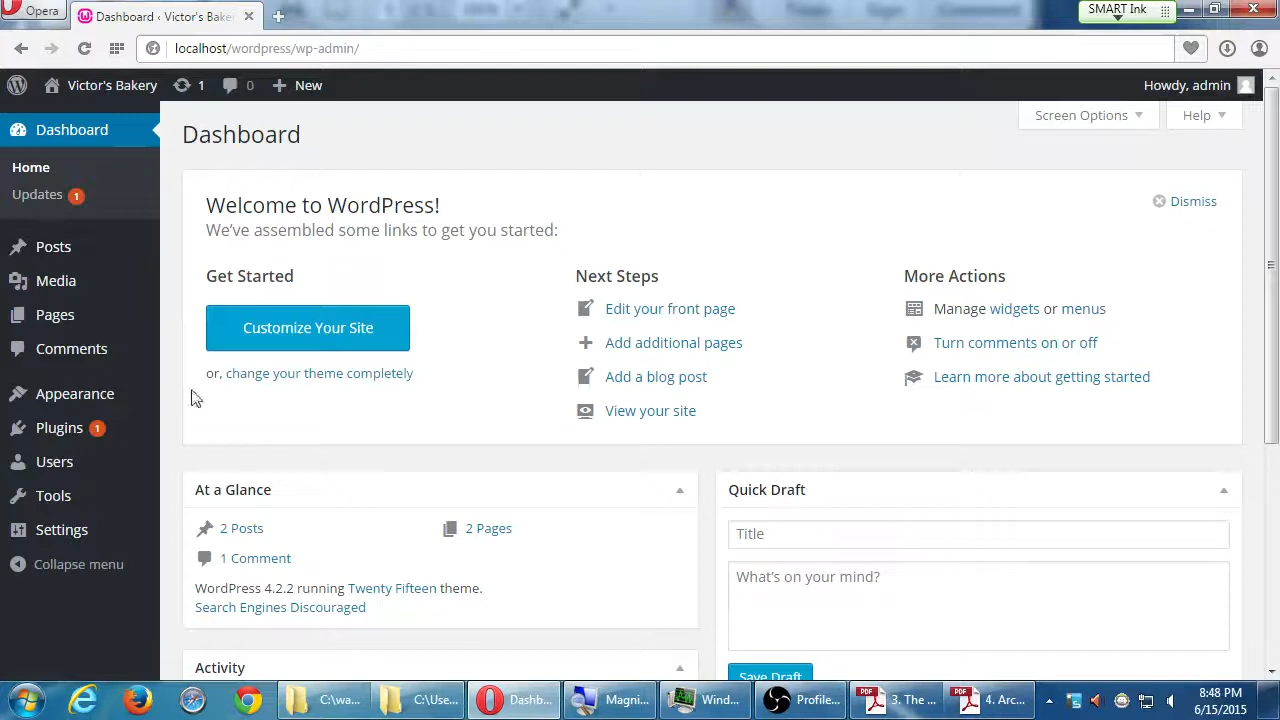 Opera
Dashboard ‹ Victor's Bake
SMART Ink
localhost/wordpress/wp-admin/
Victor's Bakery
1
0
New
Howdy, admin
Dashboard
Home
Updates 1
Posts
Media
Pages
Comments
Appearance
Plugins 1
Users
Tools
Settings
Collapse menu
Screen Options
Help
Dashboard
Welcome to WordPress!
We've assembled some links to get you started:
Dismiss
Get Started
Customize Your Site
or, change your theme completely
Next Steps
Edit your front page
Add additional pages
Add a blog post
View your site
More Actions
Manage widgets or menus
Turn comments on or off
Learn more about getting started
At a Glance
2 Posts
2 Pages
1 Comment
WordPress 4.2.2 running Twenty Fifteen theme.
Search Engines Discouraged
Activity
Quick Draft
Title
What's on your mind?
Save Draft
C:\wa...
C:\Use...
Dashb...
Magni...
Wind...
Profile...
PDF
3. The ...
PDF
4. Arc...
8:48 PM
6/15/2015